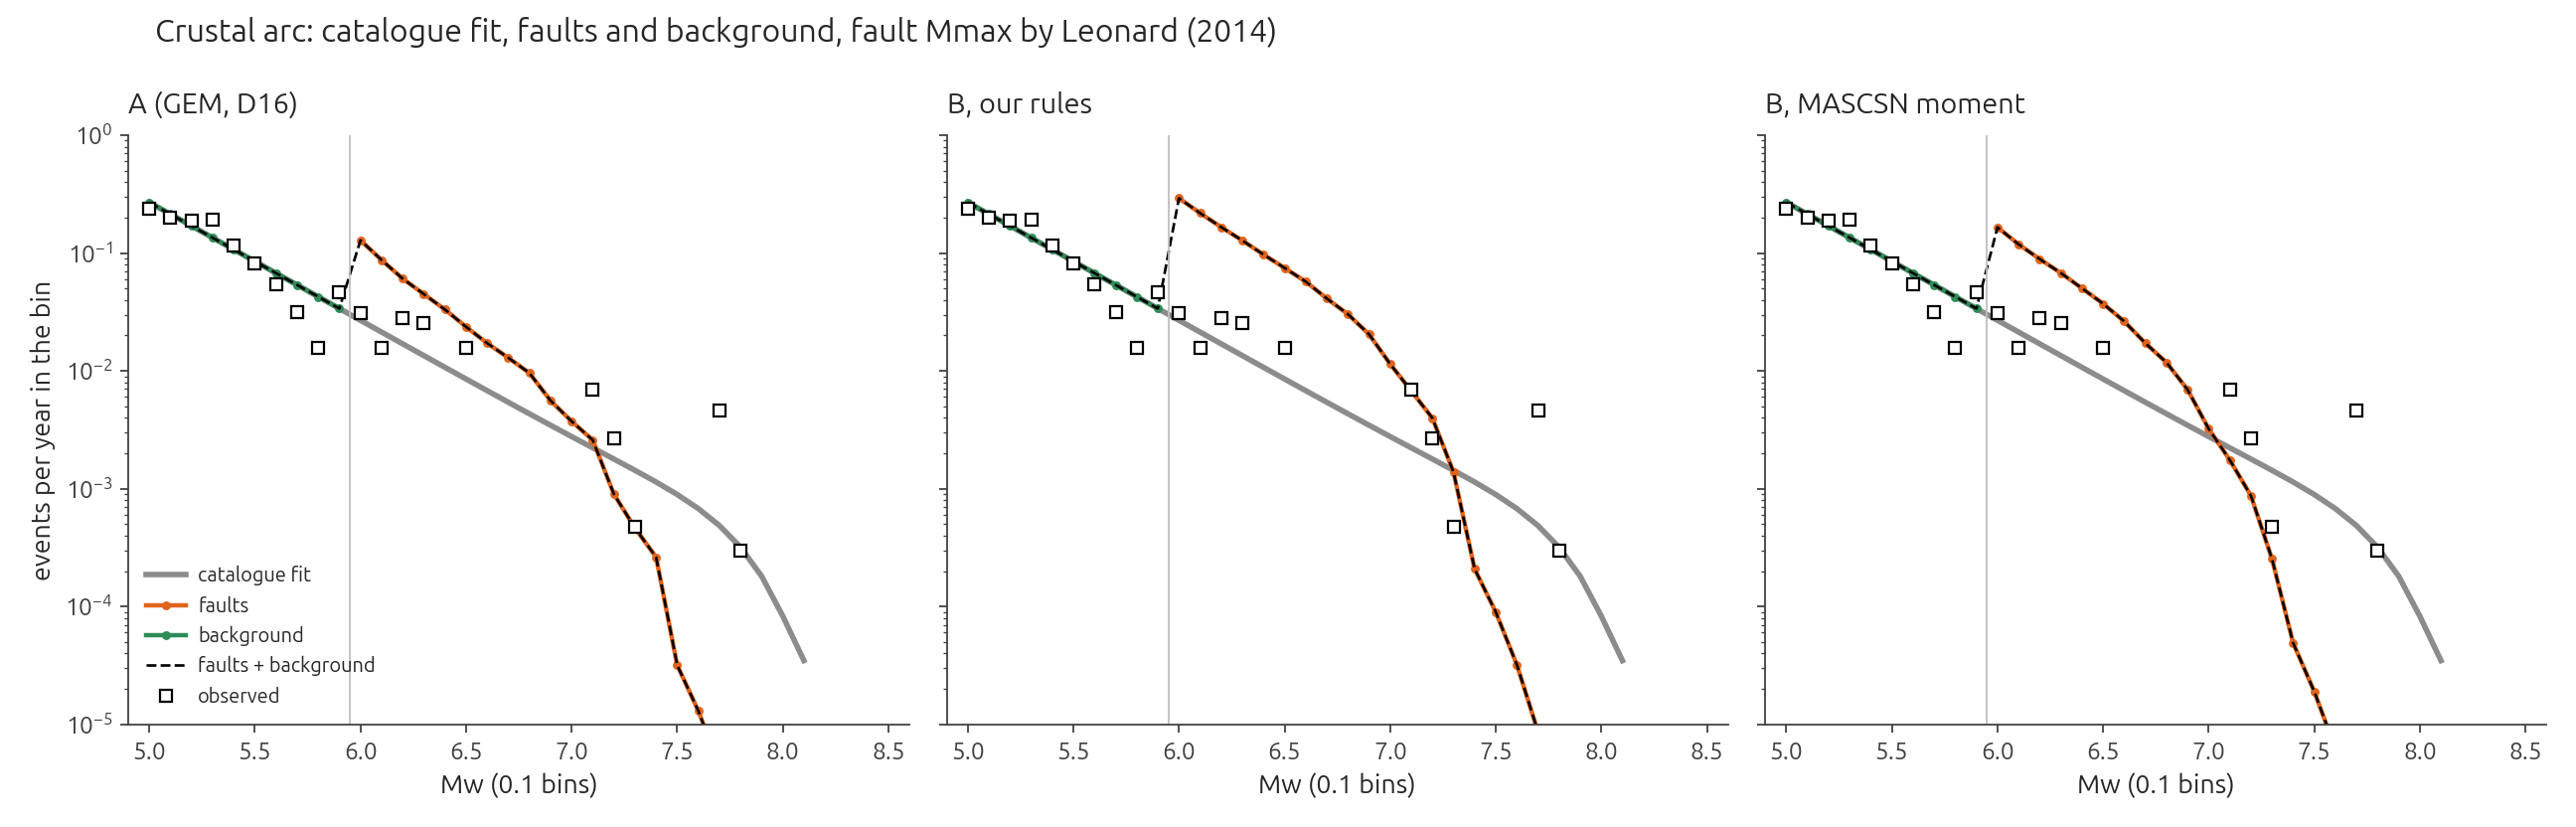 Crustal arc: catalogue fit, faults and background, fault Mmax by Leonard (2014)
A (GEM, D16)
B, our rules
B, MASCSN moment
events per year in the bin
10⁰
10⁻¹
10⁻²
10⁻³
10⁻⁴
10⁻⁵
catalogue fit
faults
background
faults + background
observed
5.0 5.5 6.0 6.5 7.0 7.5 8.0 8.5
5.0 5.5 6.0 6.5 7.0 7.5 8.0 8.5
5.0 5.5 6.0 6.5 7.0 7.5 8.0 8.5
Mw (0.1 bins)
Mw (0.1 bins)
Mw (0.1 bins)